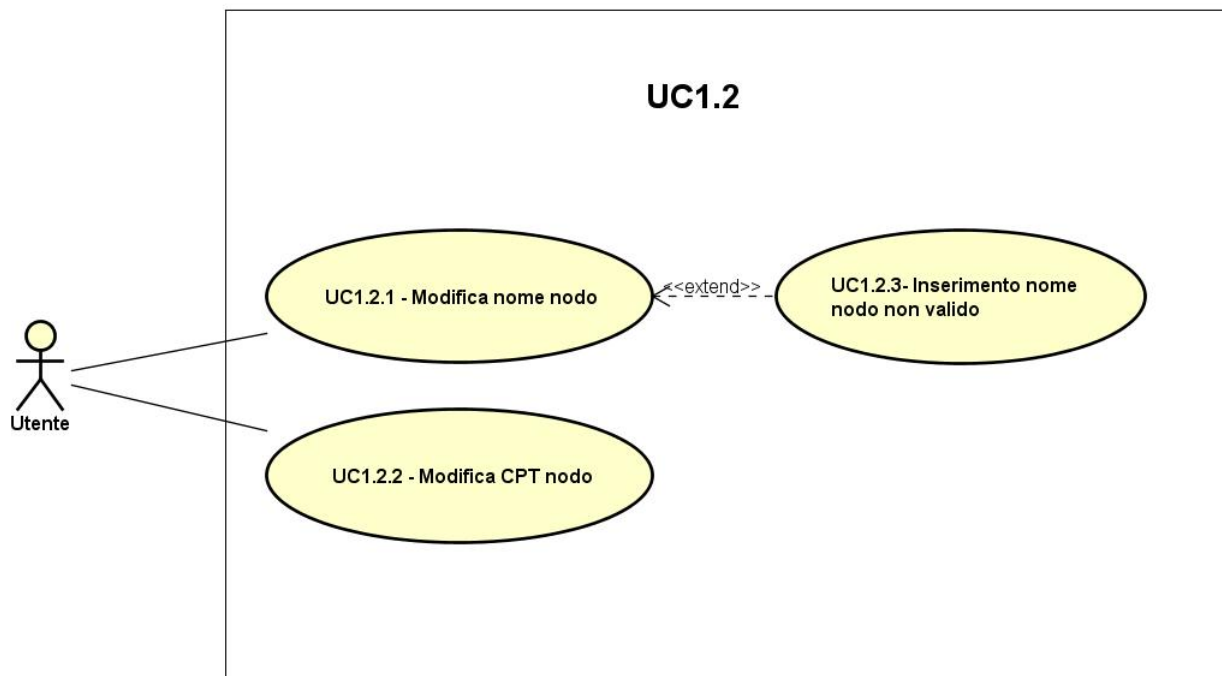 UC1.2
UC1.2.1 - Modifica nome nodo
<<extend>>
UC1.2.3- Inserimento nome
nodo non valido
Utente
UC1.2.2 - Modifica CPT nodo